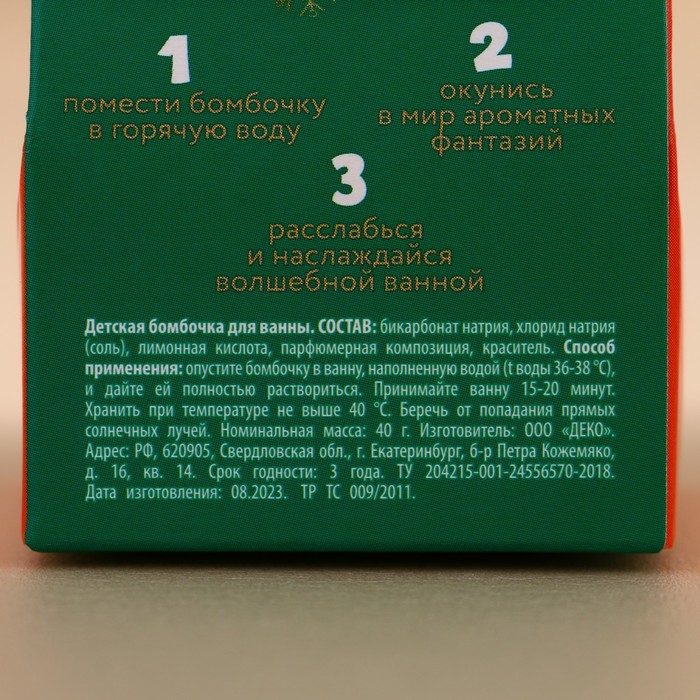 1
помести бомбочку
в горячую воду
2
окунись
в мир ароматных
фантазий
3
расслабься
и наслаждайся
волшебной ванной
Детская бомбочка для ванны. СОСТАВ: бикарбонат натрия, хлорид натрия
(соль), лимонная кислота, парфюмерная композиция, краситель. Способ
применения: опустите бомбочку в ванну, наполненную водой (t воды 36-38 °C),
и дайте ей полностью раствориться. Принимайте ванну 15-20 минут.
Хранить при температуре не выше 40 °C. Беречь от попадания прямых
солнечных лучей. Номинальная масса: 40 г. Изготовитель: ООО «ДЕКО».
Адрес: РФ, 620905, Свердловская обл., г. Екатеринбург, б-р Петра Кожемяко,
д. 16, кв. 14. Срок годности: 3 года. ТУ 204215-001-24556570-2018.
Дата изготовления: 08.2023. ТР ТС 009/2011.